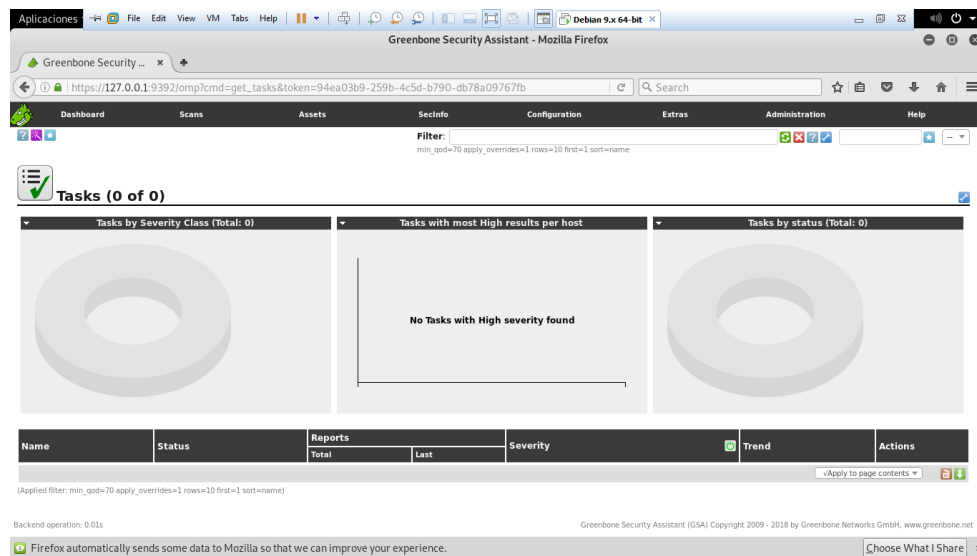 Aplicaciones File Edit View VM Tabs Help Debian 9.x 64-bit
Greenbone Security Assistant - Mozilla Firefox
Greenbone Security ...
https://127.0.0.1:9392/omp?cmd=get_tasks&token=94ea03b9-259b-4c5d-b790-db78a09767fb Search
Dashboard Scans Assets SecInfo Configuration Extras Administration Help
Filter: --
min_qod=70 apply_overrides=1 rows=10 first=1 sort=name
Tasks (0 of 0)
Tasks by Severity Class (Total: 0) Tasks with most High results per host Tasks by status (Total: 0)
No Tasks with High severity found
Name Status Reports Severity Trend Actions
Total Last
√Apply to page contents
(Applied filter: min_qod=70 apply_overrides=1 rows=10 first=1 sort=name)
Backend operation: 0.01s Greenbone Security Assistant (GSA) Copyright 2009 - 2018 by Greenbone Networks GmbH, www.greenbone.net
Firefox automatically sends some data to Mozilla so that we can improve your experience. Choose What I Share